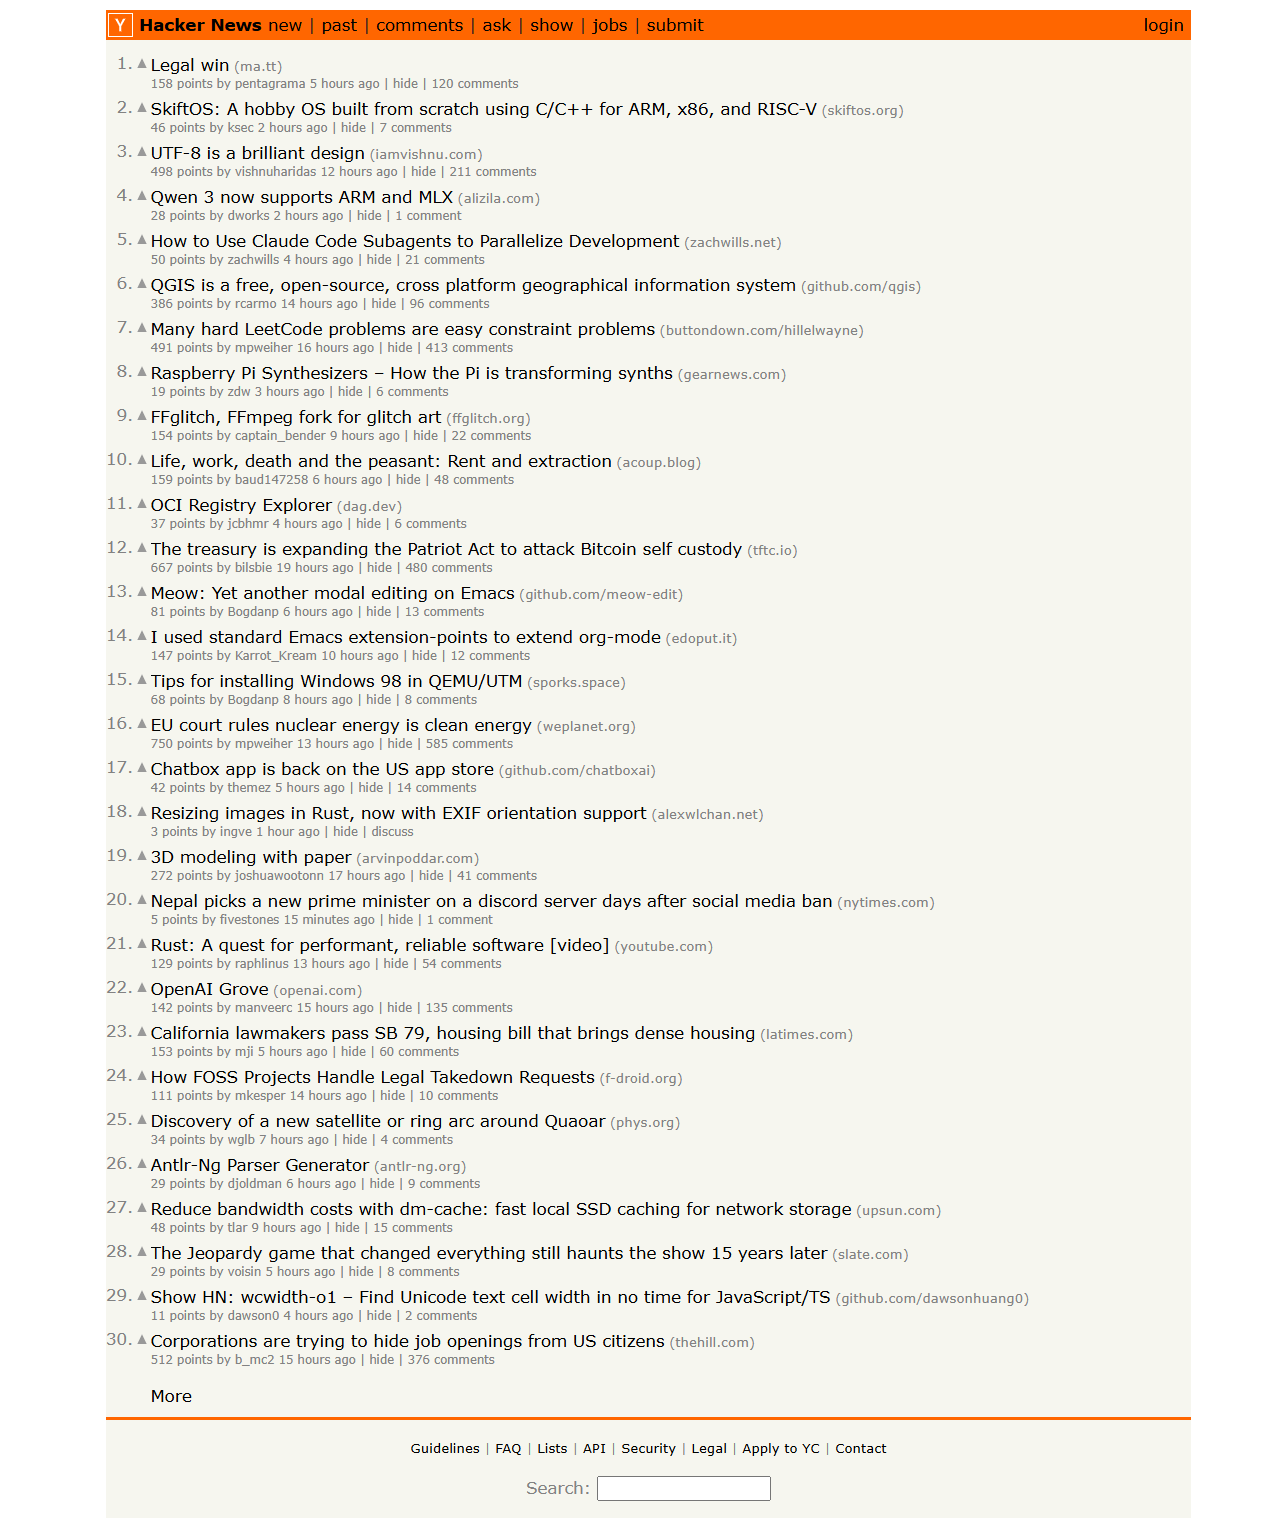 Y Hacker News new | past | comments | ask | show | jobs | submit login
1. ▲ Legal win (ma.tt)
158 points by pentagrama 5 hours ago | hide | 120 comments
2. ▲ SkiftOS: A hobby OS built from scratch using C/C++ for ARM, x86, and RISC-V (skiftos.org)
46 points by ksec 2 hours ago | hide | 7 comments
3. ▲ UTF-8 is a brilliant design (iamvishnu.com)
498 points by vishnuharidas 12 hours ago | hide | 211 comments
4. ▲ Qwen 3 now supports ARM and MLX (alizila.com)
28 points by dworks 2 hours ago | hide | 1 comment
5. ▲ How to Use Claude Code Subagents to Parallelize Development (zachwills.net)
50 points by zachwills 4 hours ago | hide | 21 comments
6. ▲ QGIS is a free, open-source, cross platform geographical information system (github.com/qgis)
386 points by rcarmo 14 hours ago | hide | 96 comments
7. ▲ Many hard LeetCode problems are easy constraint problems (buttondown.com/hillelwayne)
491 points by mpweiher 16 hours ago | hide | 413 comments
8. ▲ Raspberry Pi Synthesizers – How the Pi is transforming synths (gearnews.com)
19 points by zdw 3 hours ago | hide | 6 comments
9. ▲ FFglitch, FFmpeg fork for glitch art (ffglitch.org)
154 points by captain_bender 9 hours ago | hide | 22 comments
10. ▲ Life, work, death and the peasant: Rent and extraction (acoup.blog)
159 points by baud147258 6 hours ago | hide | 48 comments
11. ▲ OCI Registry Explorer (dag.dev)
37 points by jcbhmr 4 hours ago | hide | 6 comments
12. ▲ The treasury is expanding the Patriot Act to attack Bitcoin self custody (tftc.io)
667 points by bilsbie 19 hours ago | hide | 480 comments
13. ▲ Meow: Yet another modal editing on Emacs (github.com/meow-edit)
81 points by Bogdanp 6 hours ago | hide | 13 comments
14. ▲ I used standard Emacs extension-points to extend org-mode (edoput.it)
147 points by Karrot_Kream 10 hours ago | hide | 12 comments
15. ▲ Tips for installing Windows 98 in QEMU/UTM (sporks.space)
68 points by Bogdanp 8 hours ago | hide | 8 comments
16. ▲ EU court rules nuclear energy is clean energy (weplanet.org)
750 points by mpweiher 13 hours ago | hide | 585 comments
17. ▲ Chatbox app is back on the US app store (github.com/chatboxai)
42 points by themez 5 hours ago | hide | 14 comments
18. ▲ Resizing images in Rust, now with EXIF orientation support (alexwlchan.net)
3 points by ingve 1 hour ago | hide | discuss
19. ▲ 3D modeling with paper (arvinpoddar.com)
272 points by joshuawootonn 17 hours ago | hide | 41 comments
20. ▲ Nepal picks a new prime minister on a discord server days after social media ban (nytimes.com)
5 points by fivestones 15 minutes ago | hide | 1 comment
21. ▲ Rust: A quest for performant, reliable software [video] (youtube.com)
129 points by raphlinus 13 hours ago | hide | 54 comments
22. ▲ OpenAI Grove (openai.com)
142 points by manveerc 15 hours ago | hide | 135 comments
23. ▲ California lawmakers pass SB 79, housing bill that brings dense housing (latimes.com)
153 points by mji 5 hours ago | hide | 60 comments
24. ▲ How FOSS Projects Handle Legal Takedown Requests (f-droid.org)
111 points by mkesper 14 hours ago | hide | 10 comments
25. ▲ Discovery of a new satellite or ring arc around Quaoar (phys.org)
34 points by wglb 7 hours ago | hide | 4 comments
26. ▲ Antlr-Ng Parser Generator (antlr-ng.org)
29 points by djoldman 6 hours ago | hide | 9 comments
27. ▲ Reduce bandwidth costs with dm-cache: fast local SSD caching for network storage (upsun.com)
48 points by tlar 9 hours ago | hide | 15 comments
28. ▲ The Jeopardy game that changed everything still haunts the show 15 years later (slate.com)
29 points by voisin 5 hours ago | hide | 8 comments
29. ▲ Show HN: wcwidth-o1 – Find Unicode text cell width in no time for JavaScript/TS (github.com/dawsonhuang0)
11 points by dawson0 4 hours ago | hide | 2 comments
30. ▲ Corporations are trying to hide job openings from US citizens (thehill.com)
512 points by b_mc2 15 hours ago | hide | 376 comments
More
Guidelines | FAQ | Lists | API | Security | Legal | Apply to YC | Contact
Search: